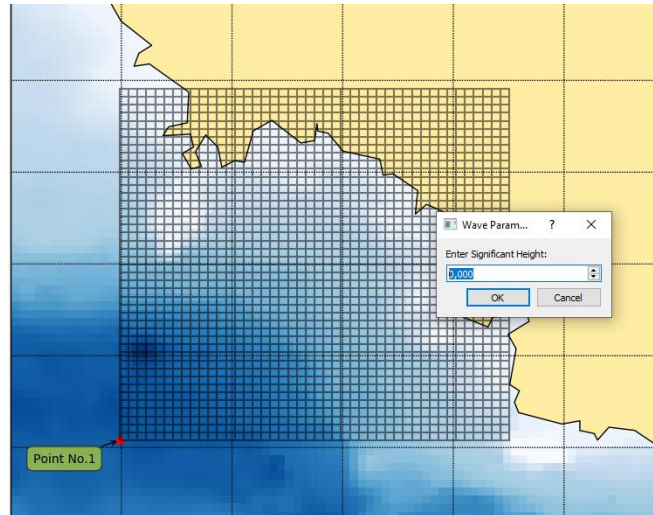 Wave Param...
?
Enter Significant Height:
0,000
OK
Cancel
Point No.1